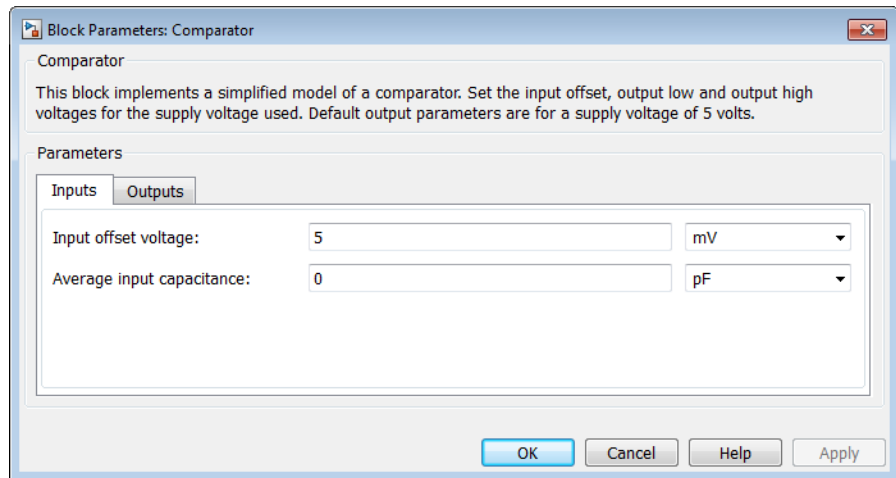 Block Parameters: Comparator
Comparator
This block implements a simplified model of a comparator. Set the input offset, output low and output high
voltages for the supply voltage used. Default output parameters are for a supply voltage of 5 volts.
Parameters
Inputs Outputs
Input offset voltage: 5 mV
Average input capacitance: 0 pF
OK Cancel Help Apply